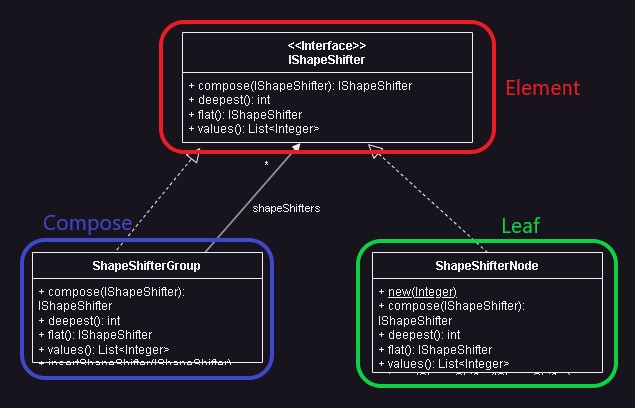 <<Interface>>
IShapeShifter
+ compose(IShapeShifter): IShapeShifter
+ deepest(): int
+ flat(): IShapeShifter
+ values(): List<Integer>
Element
*
shapeShifters
Compose
Leaf
ShapeShifterGroup
+ compose(IShapeShifter):
IShapeShifter
+ deepest(): int
+ flat(): IShapeShifter
+ values(): List<Integer>
+ insertShapeShifter(IShapeShifter)
ShapeShifterNode
+ new(Integer)
+ compose(IShapeShifter):
IShapeShifter
+ deepest(): int
+ flat(): IShapeShifter
+ values(): List<Integer>